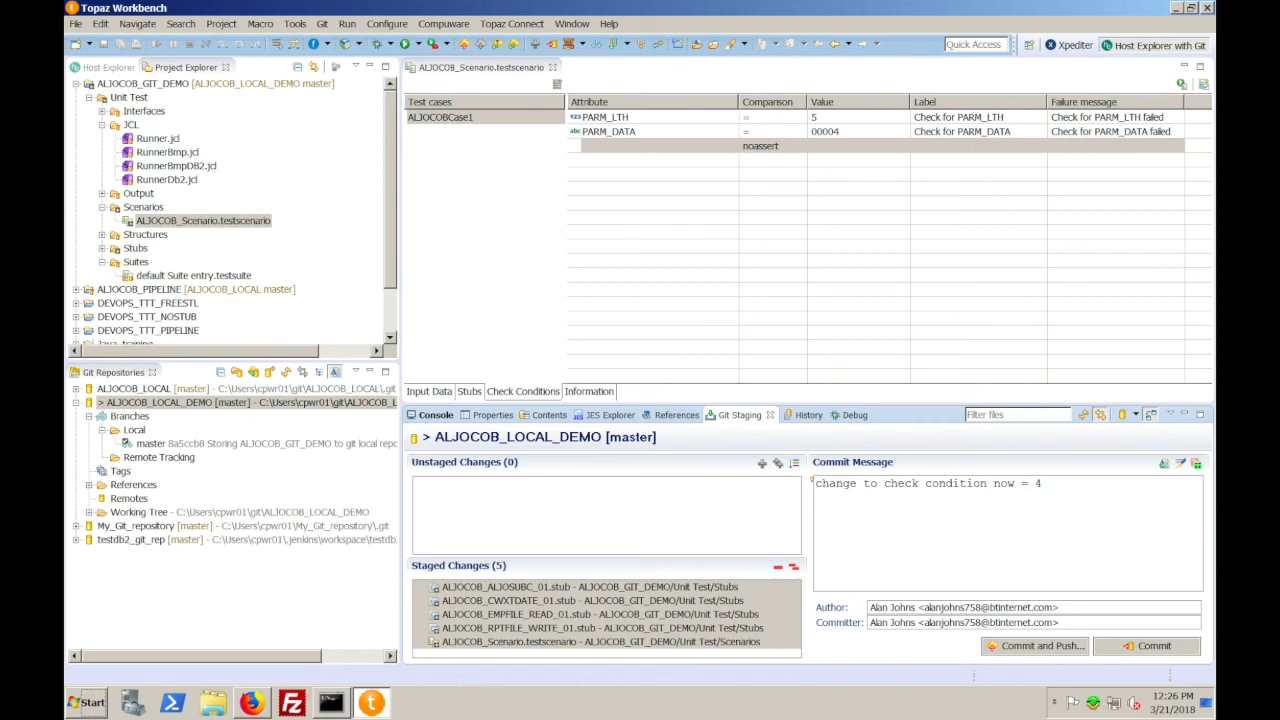 Topaz Workbench
File Edit Navigate Search Project Macro Tools Git Run Configure Compuware Topaz Connect Window Help
Quick Access Xpediter Host Explorer with Git
Host Explorer Project Explorer
ALJOCOB_GIT_DEMO [ALJOCOB_LOCAL_DEMO master]
Unit Test
Interfaces
JCL
Runner.jcl
RunnerBmp.jcl
RunnerBmpDB2.jcl
RunnerDb2.jcl
Output
Scenarios
ALJOCOB_Scenario.testscenario
Structures
Stubs
Suites
default Suite entry.testsuite
ALJOCOB_PIPELINE [ALJOCOB_LOCAL master]
DEVOPS_TTT_FREESTL
DEVOPS_TTT_NOSTUB
DEVOPS_TTT_PIPELINE
Java_training
ALJOCOB_Scenario.testscenario
Test cases Attribute Comparison Value Label Failure message
ALJOCOBCase1 123 PARM_LTH = 5 Check for PARM_LTH Check for PARM_LTH failed
abc PARM_DATA = 00004 Check for PARM_DATA Check for PARM_DATA failed
noassert
Input Data Stubs Check Conditions Information
Git Repositories
ALJOCOB_LOCAL [master] - C:\Users\cpwr01\git\ALJOCOB_LOCAL\.git
> ALJOCOB_LOCAL_DEMO [master] - C:\Users\cpwr01\git\ALJOCOB_L
Branches
Local
master 8a5ccb8 Storing ALJOCOB_GIT_DEMO to git local repo
Remote Tracking
Tags
References
Remotes
Working Tree - C:\Users\cpwr01\git\ALJOCOB_LOCAL_DEMO
My_Git_repository [master] - C:\Users\cpwr01\My_Git_repository\.git
testdb2_git_rep [master] - C:\Users\cpwr01\.jenkins\workspace\testdb
Console Properties Contents JES Explorer References Git Staging History Debug Filter files
> ALJOCOB_LOCAL_DEMO [master]
Unstaged Changes (0)
Staged Changes (5)
ALJOCOB_ALJOSUBC_01.stub - ALJOCOB_GIT_DEMO/Unit Test/Stubs
ALJOCOB_CWXTDATE_01.stub - ALJOCOB_GIT_DEMO/Unit Test/Stubs
ALJOCOB_EMPFILE_READ_01.stub - ALJOCOB_GIT_DEMO/Unit Test/Stubs
ALJOCOB_RPTFILE_WRITE_01.stub - ALJOCOB_GIT_DEMO/Unit Test/Stubs
ALJOCOB_Scenario.testscenario - ALJOCOB_GIT_DEMO/Unit Test/Scenarios
Commit Message
change to check condition now = 4
Author: Alan Johns <alanjohns758@btinternet.com>
Committer: Alan Johns <alanjohns758@btinternet.com>
Commit and Push... Commit
Start
12:26 PM
3/21/2018